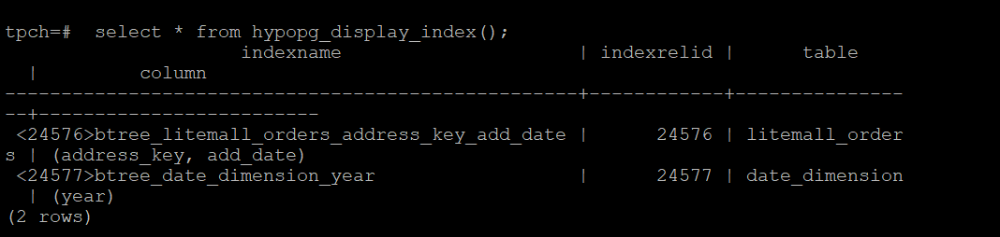 tpch=#  select * from hypopg_display_index();
                     indexname                     | indexrelid |     table
  |         column
---------------------------------------------------+------------+---------------
--+-------------------------
 <24576>btree_litemall_orders_address_key_add_date |      24576 | litemall_order
s | (address_key, add_date)
 <24577>btree_date_dimension_year                  |      24577 | date_dimension
  | (year)
(2 rows)